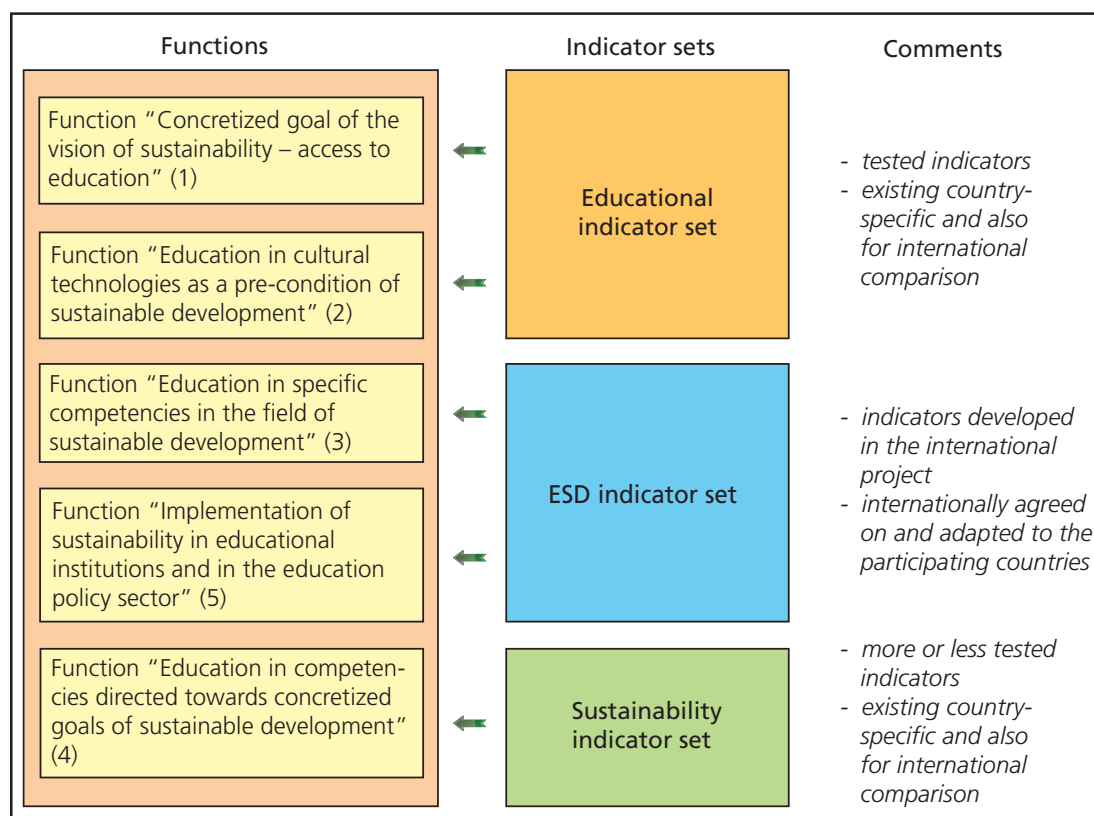 Functions
Indicator sets
Comments
Function “Concretized goal of the
vision of sustainability – access to
education” (1)
Function “Education in cultural
technologies as a pre-condition of
sustainable development” (2)
Function “Education in specific
competencies in the field of
sustainable development” (3)
Function “Implementation of
sustainability in educational
institutions and in the education
policy sector” (5)
Function “Education in competen-
cies directed towards concretized
goals of sustainable development”
(4)
Educational
indicator set
ESD indicator set
Sustainability
indicator set
- tested indicators
- existing country-
specific and also
for international
comparison
- indicators developed
in the international
project
- internationally agreed
on and adapted to the
participating countries
- more or less tested
indicators
- existing country-
specific and also
for international
comparison